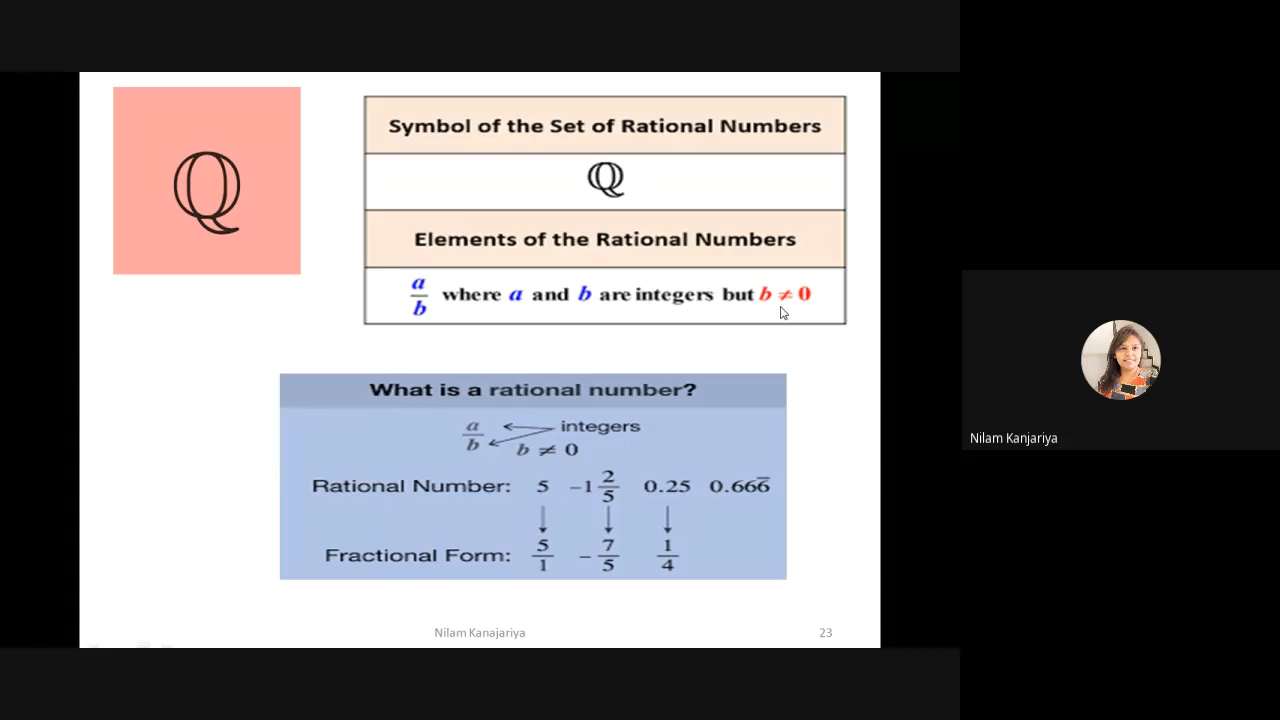 ℚ
Symbol of the Set of Rational Numbers
ℚ
Elements of the Rational Numbers
a/b where a and b are integers but b ≠ 0
What is a rational number?
a/b integers
b ≠ 0
Rational Number: 5 −1 2/5 0.25 0.666̅
Fractional Form: 5/1 − 7/5 1/4
Nilam Kanajariya
23
Nilam Kanjariya